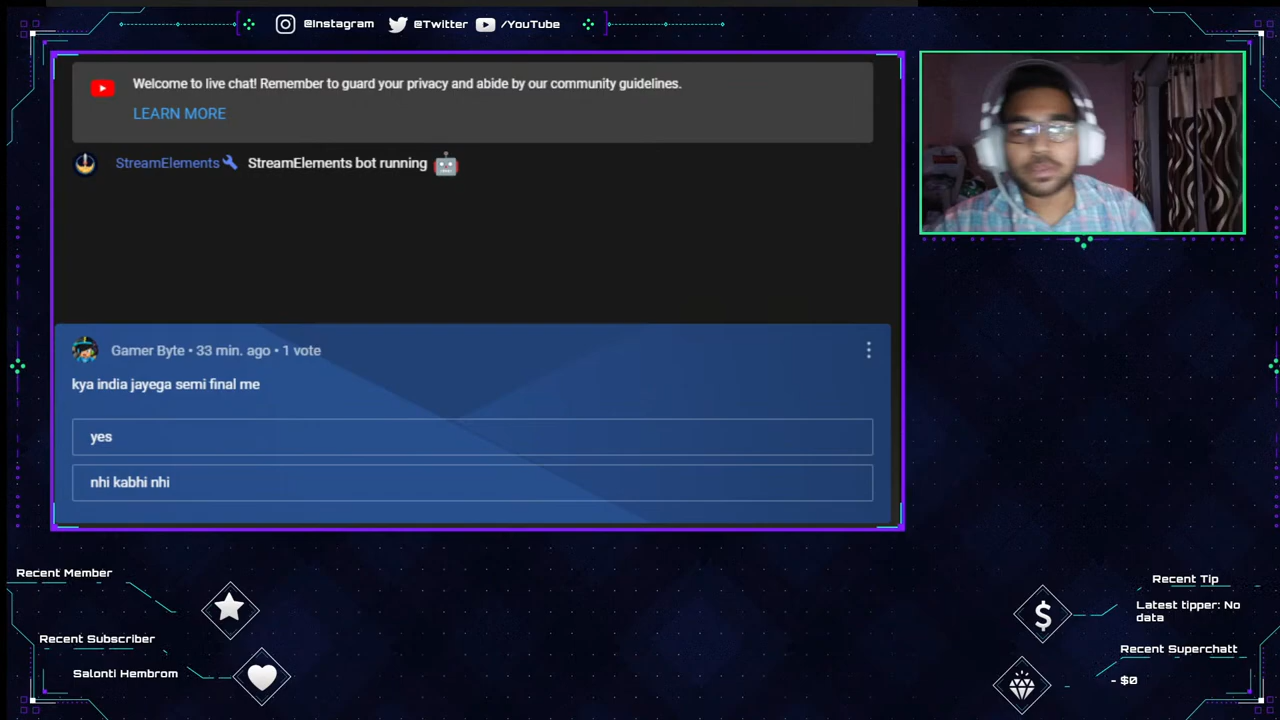 @Instagram
@Twitter
/YouTube
Welcome to live chat! Remember to guard your privacy and abide by our community guidelines.
LEARN MORE
StreamElements StreamElements bot running
Gamer Byte • 33 min. ago • 1 vote
kya india jayega semi final me
yes
nhi kabhi nhi
Recent Member
Recent Subscriber
Salonti Hembrom
Recent Tip
Latest tipper: No
data
Recent Superchatt
- $0